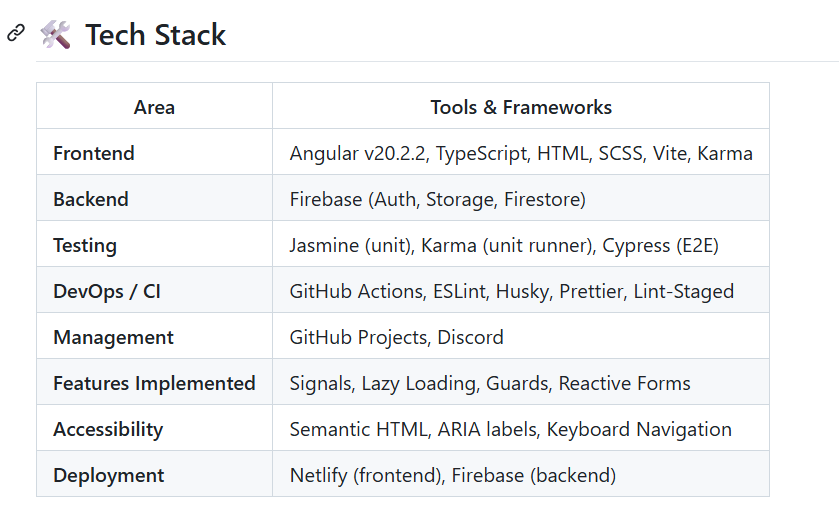 🛠️ Tech Stack
Area Tools & Frameworks
Frontend Angular v20.2.2, TypeScript, HTML, SCSS, Vite, Karma
Backend Firebase (Auth, Storage, Firestore)
Testing Jasmine (unit), Karma (unit runner), Cypress (E2E)
DevOps / CI GitHub Actions, ESLint, Husky, Prettier, Lint-Staged
Management GitHub Projects, Discord
Features Implemented Signals, Lazy Loading, Guards, Reactive Forms
Accessibility Semantic HTML, ARIA labels, Keyboard Navigation
Deployment Netlify (frontend), Firebase (backend)